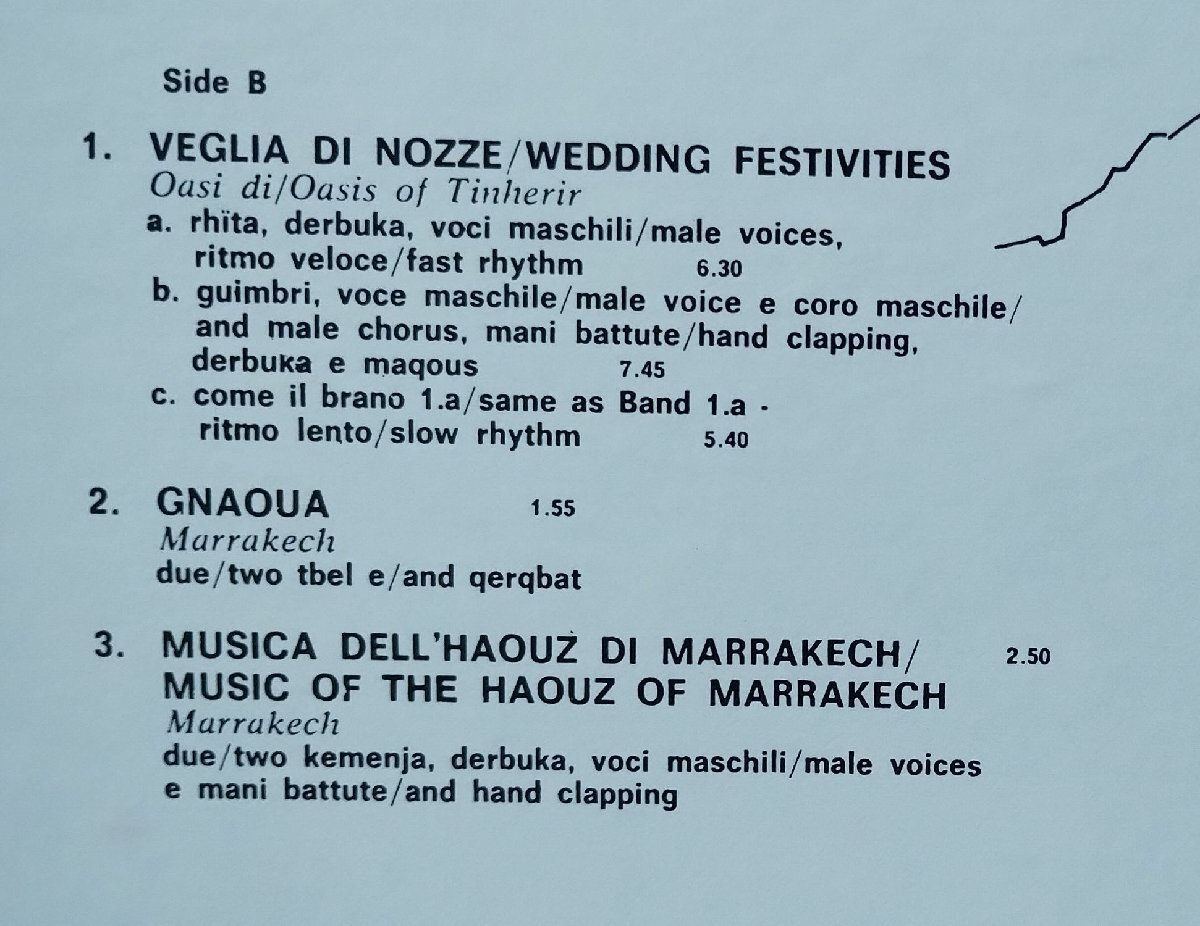 Side B
1. VEGLIA DI NOZZE/WEDDING FESTIVITIES
Oasi di/Oasis of Tinherir
a. rhïta, derbuka, voci maschili/male voices,
ritmo veloce/fast rhythm 6.30
b. guimbri, voce maschile/male voice e coro maschile/
and male chorus, mani battute/hand clapping,
derbuka e maqous 7.45
c. come il brano 1.a/same as Band 1.a -
ritmo lento/slow rhythm 5.40
2. GNAOUA 1.55
Marrakech
due/two tbel e/and qerqbat
3. MUSICA DELL'HAOUZ DI MARRAKECH/ 2.50
MUSIC OF THE HAOUZ OF MARRAKECH
Marrakech
due/two kemenja, derbuka, voci maschili/male voices
e mani battute/and hand clapping